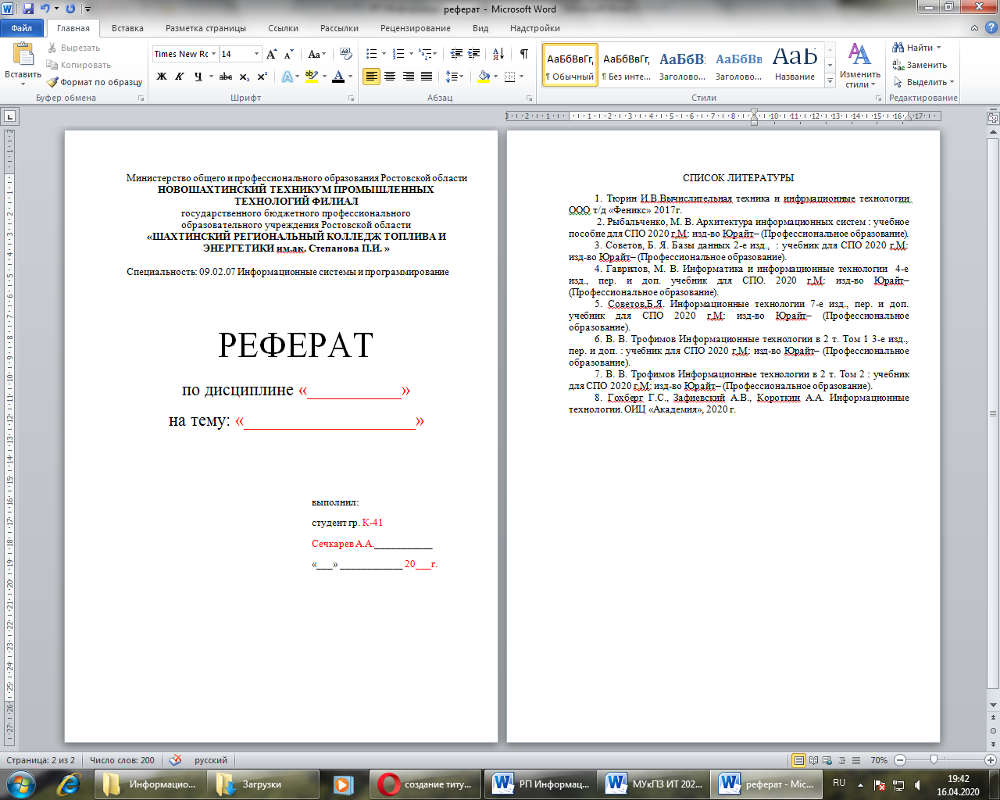 реферат - Microsoft Word
Файл Главная Вставка Разметка страницы Ссылки Рассылки Рецензирование Вид Надстройки
Вставить
Вырезать
Копировать
Формат по образцу
Буфер обмена
Times New Rc 14
Ж К Ч abc x₂ x²
Шрифт
Абзац
АаБбВвГг, АаБбВвГг, АаБбВ: АаБбВв АаБ
¶ Обычный ¶ Без инте... Заголово... Заголово... Название
Стили
Изменить стили
Найти
Заменить
Выделить
Редактирование
Министерство общего и профессионального образования Ростовской области
НОВОШАХТИНСКИЙ ТЕХНИКУМ ПРОМЫШЛЕННЫХ
ТЕХНОЛОГИЙ ФИЛИАЛ
государственного бюджетного профессионального
образовательного учреждения Ростовской области
«ШАХТИНСКИЙ РЕГИОНАЛЬНЫЙ КОЛЛЕДЖ ТОПЛИВА И
ЭНЕРГЕТИКИ им.ак. Степанова П.И. »
Специальность: 09.02.07 Информационные системы и программирование
РЕФЕРАТ
по дисциплине «___________»
на тему: «____________________»
выполнил:
студент гр. К-41
Сечкарев А.А.___________
«___» ____________ 20___г.
СПИСОК ЛИТЕРАТУРЫ
1. Тюрин И.В.Вычислительная техника и инфрмационные технологии
ООО т/д «Феникс» 2017г.
2. Рыбальченко, М. В. Архитектура информационных систем : учебное
пособие для СПО 2020 г,М: изд-во Юрайт– (Профессиональное образование).
3. Советов, Б. Я. Базы данных 2-е изд., : учебник для СПО 2020 г,М:
изд-во Юрайт– (Профессиональное образование).
4. Гаврилов, М. В. Информатика и информационные технологии 4-е
изд., пер. и доп. учебник для СПО. 2020 г,М: изд-во Юрайт–
(Профессиональное образование).
5. Советов,Б.Я. Информационные технологии 7-е изд., пер. и доп.
учебник для СПО 2020 г,М: изд-во Юрайт– (Профессиональное
образование).
6. В. В. Трофимов Информационные технологии в 2 т. Том 1 3-е изд.,
пер. и доп. : учебник для СПО 2020 г,М: изд-во Юрайт– (Профессиональное
образование).
7. В. В. Трофимов Информационные технологии в 2 т. Том 2 : учебник
для СПО 2020 г,М: изд-во Юрайт– (Профессиональное образование).
8. Гохберг Г.С., Зафиевский А.В., Короткин А.А. Информационные
технологии. ОИЦ «Академия», 2020 г.
Страница: 2 из 2 Число слов: 200 русский 70%
Информацио... Загрузки создание титу... РП Информац... МУкПЗ ИТ 202... реферат - Mic... RU 19:42
16.04.2020